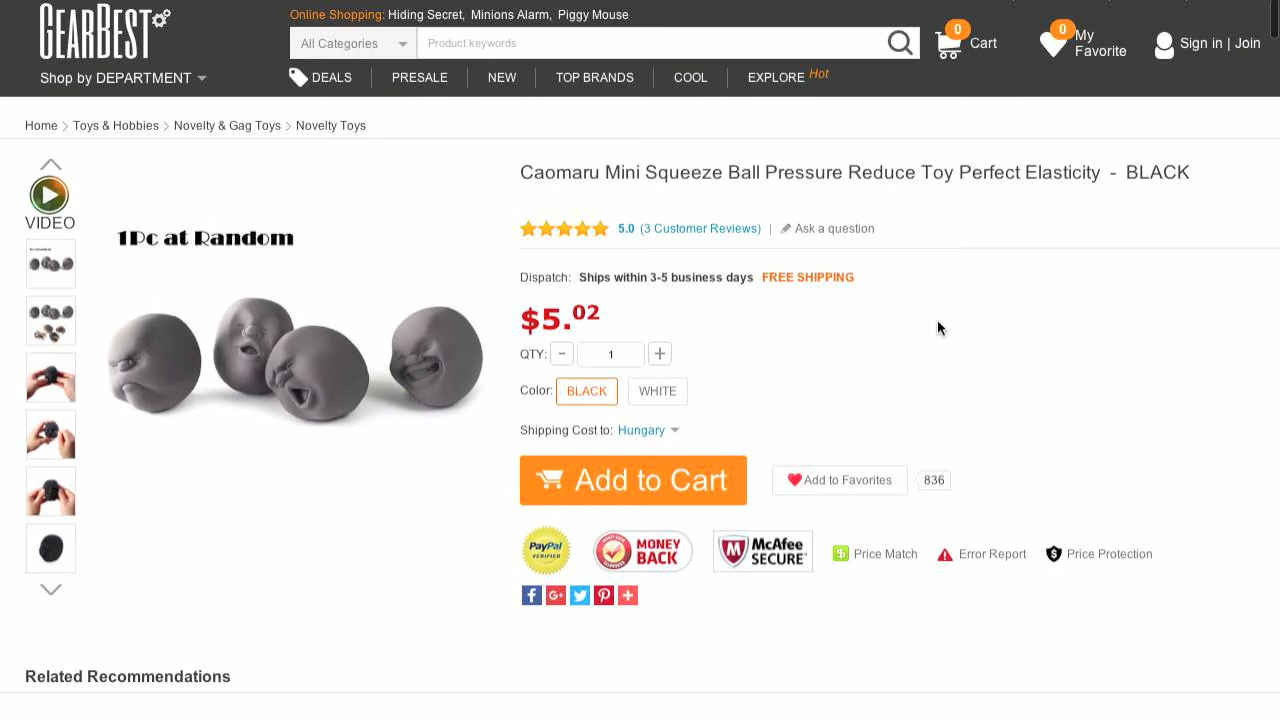 GEARBEST
Online Shopping: Hiding Secret, Minions Alarm, Piggy Mouse
All Categories
Product keywords
0
Cart
0
My
Favorite
Sign in | Join
Shop by DEPARTMENT
DEALS
PRESALE
NEW
TOP BRANDS
COOL
EXPLORE Hot
Home > Toys & Hobbies > Novelty & Gag Toys > Novelty Toys
VIDEO
1Pc at Random
Caomaru Mini Squeeze Ball Pressure Reduce Toy Perfect Elasticity - BLACK
5.0 (3 Customer Reviews) | Ask a question
Dispatch: Ships within 3-5 business days FREE SHIPPING
$5.02
QTY: - 1 +
Color: BLACK WHITE
Shipping Cost to: Hungary
Add to Cart
Add to Favorites
836
PayPal
VERIFIED
MONEY
BACK
McAfee
SECURE
Price Match
Error Report
Price Protection
Related Recommendations